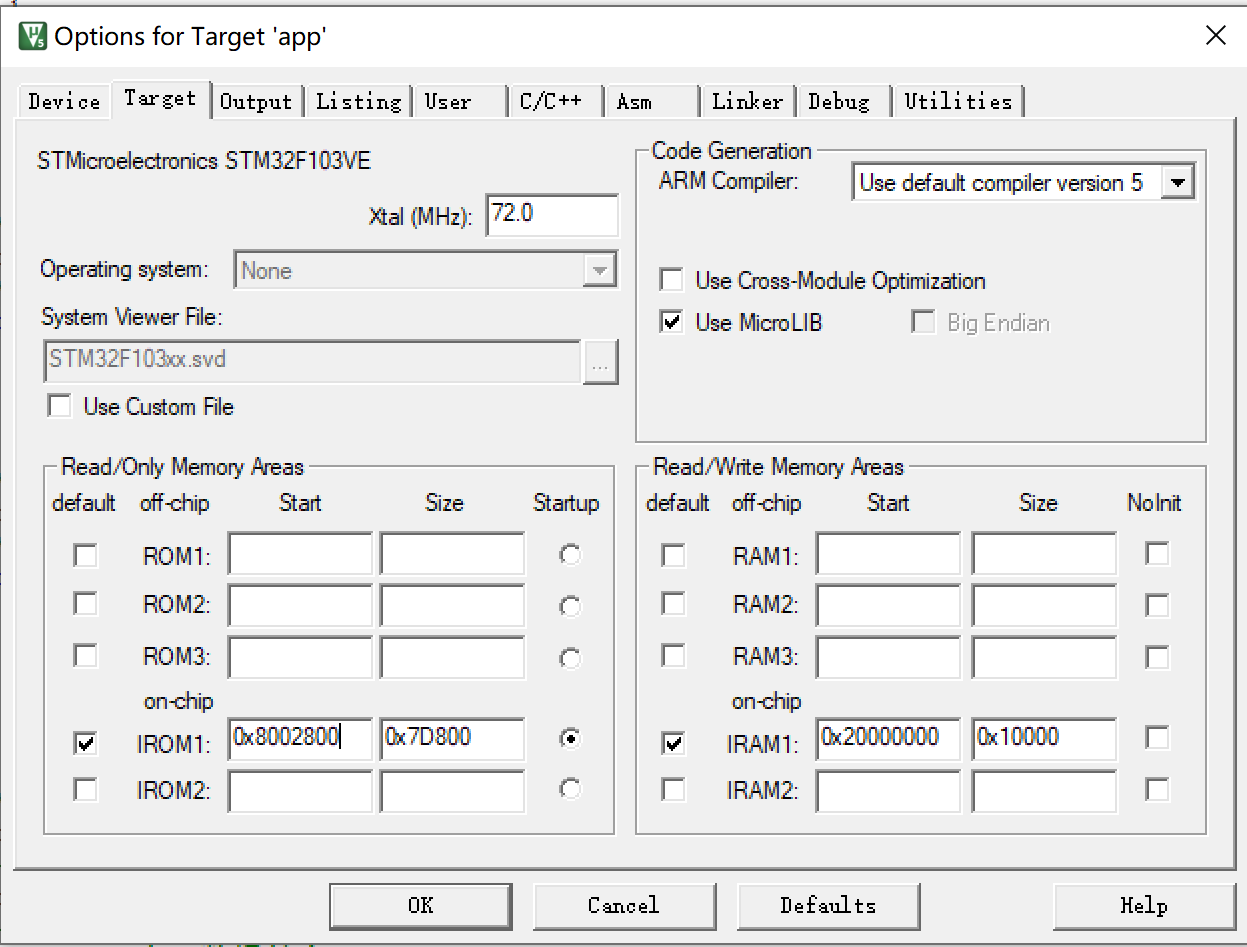 Options for Target 'app'
Device Target Output Listing User C/C++ Asm Linker Debug Utilities
STMicroelectronics STM32F103VE
Xtal (MHz): 72.0
Operating system: None
System Viewer File:
STM32F103xx.svd ...
Use Custom File
Code Generation
ARM Compiler: Use default compiler version 5
Use Cross-Module Optimization
Use MicroLIB Big Endian
Read/Only Memory Areas
default off-chip Start Size Startup
ROM1:
ROM2:
ROM3:
on-chip
IROM1: 0x8002800 0x7D800
IROM2:
Read/Write Memory Areas
default off-chip Start Size NoInit
RAM1:
RAM2:
RAM3:
on-chip
IRAM1: 0x20000000 0x10000
IRAM2:
OK Cancel Defaults Help